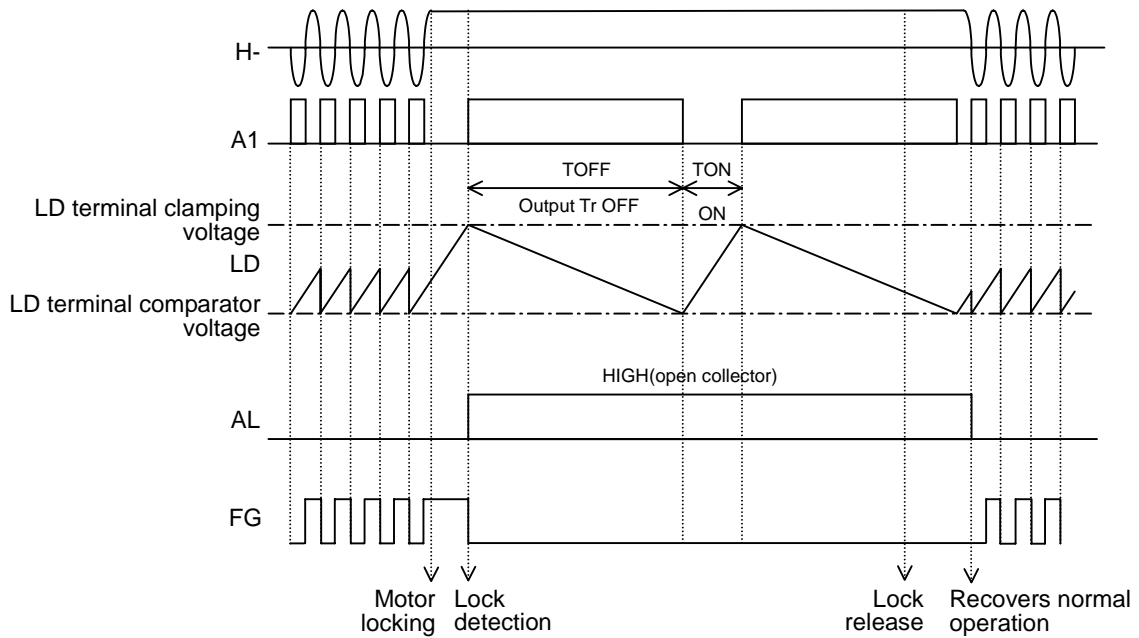 H-
A1
TOFF
TON
LD terminal clamping
voltage
Output Tr OFF
ON
LD
LD terminal comparator
voltage
HIGH(open collector)
AL
FG
Motor
locking
Lock
detection
Lock
release
Recovers normal
operation